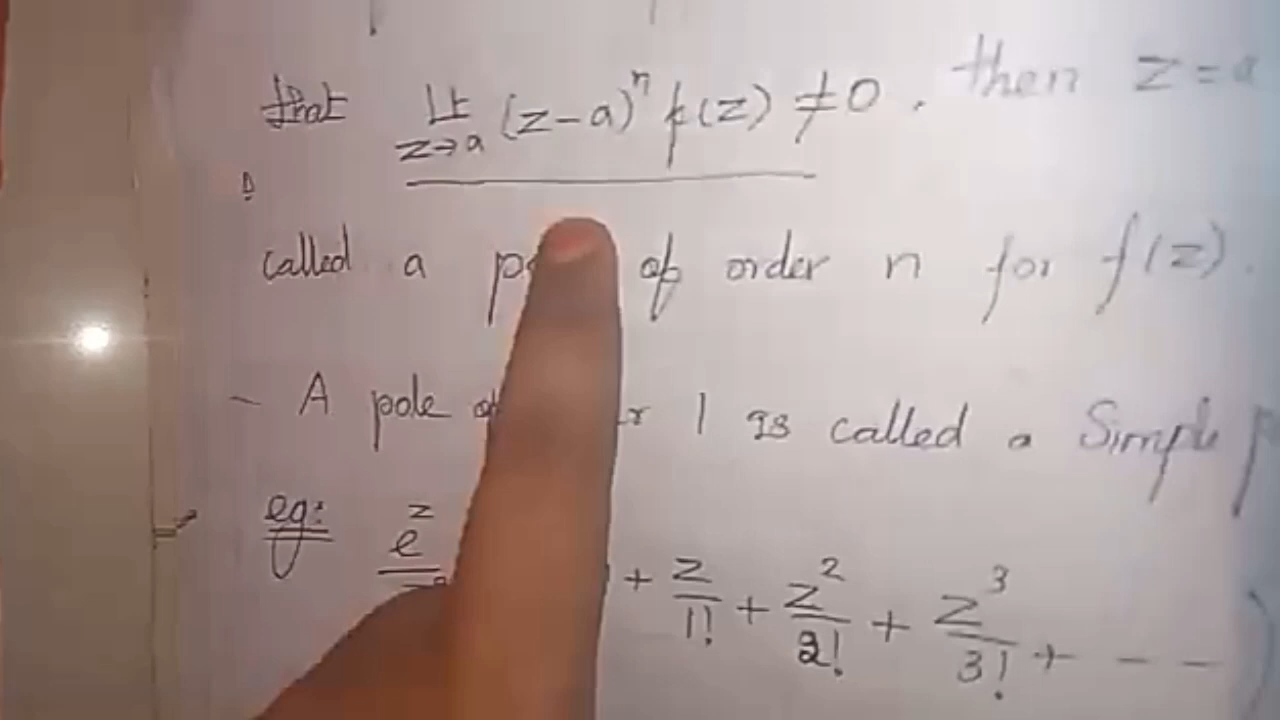 that Lt z→a (z-a)^n f(z) ≠ 0. then z = a
called a of order n for f(z).
- A pole 1 is called a Simple
eg: e^z + z/1! + z^2/2! + z^3/3! + - - - )